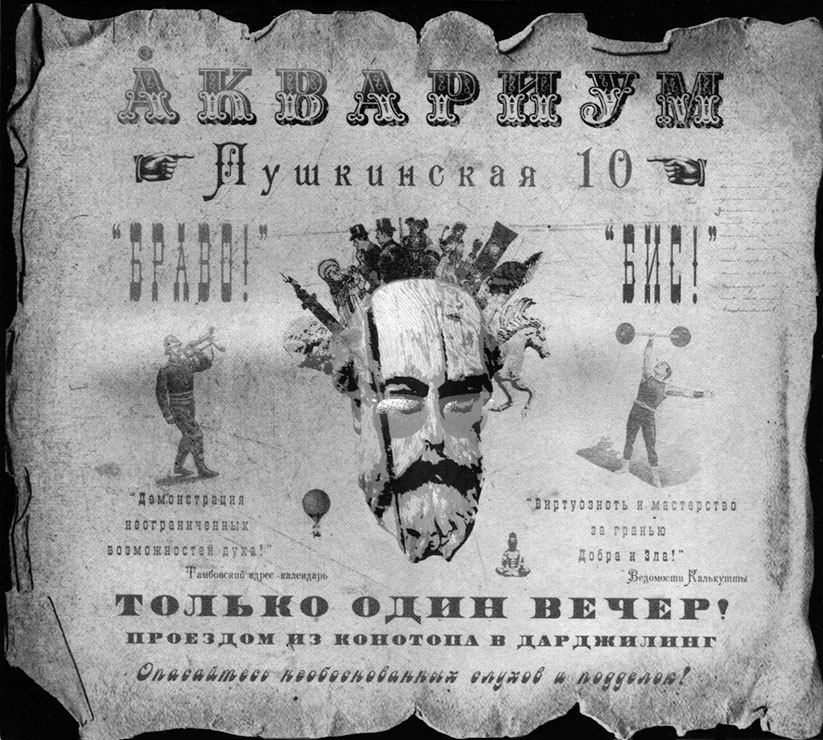 АКВАРИУМ
Пушкинская 10
"БРАВО!"
"БИС!"
"Демонстрация
неограниченных
возможностей духа!"
Тамбовский адрес-календарь
"Виртуозноть и мастерство
за гранью
Добра и Зла!"
Ведомости Калькутты
ТОЛЬКО ОДИН ВЕЧЕР!
ПРОЕЗДОМ ИЗ КОНОТОПА В ДАРДЖИЛИНГ
Опасайтесь необоснованных слухов и подделок!